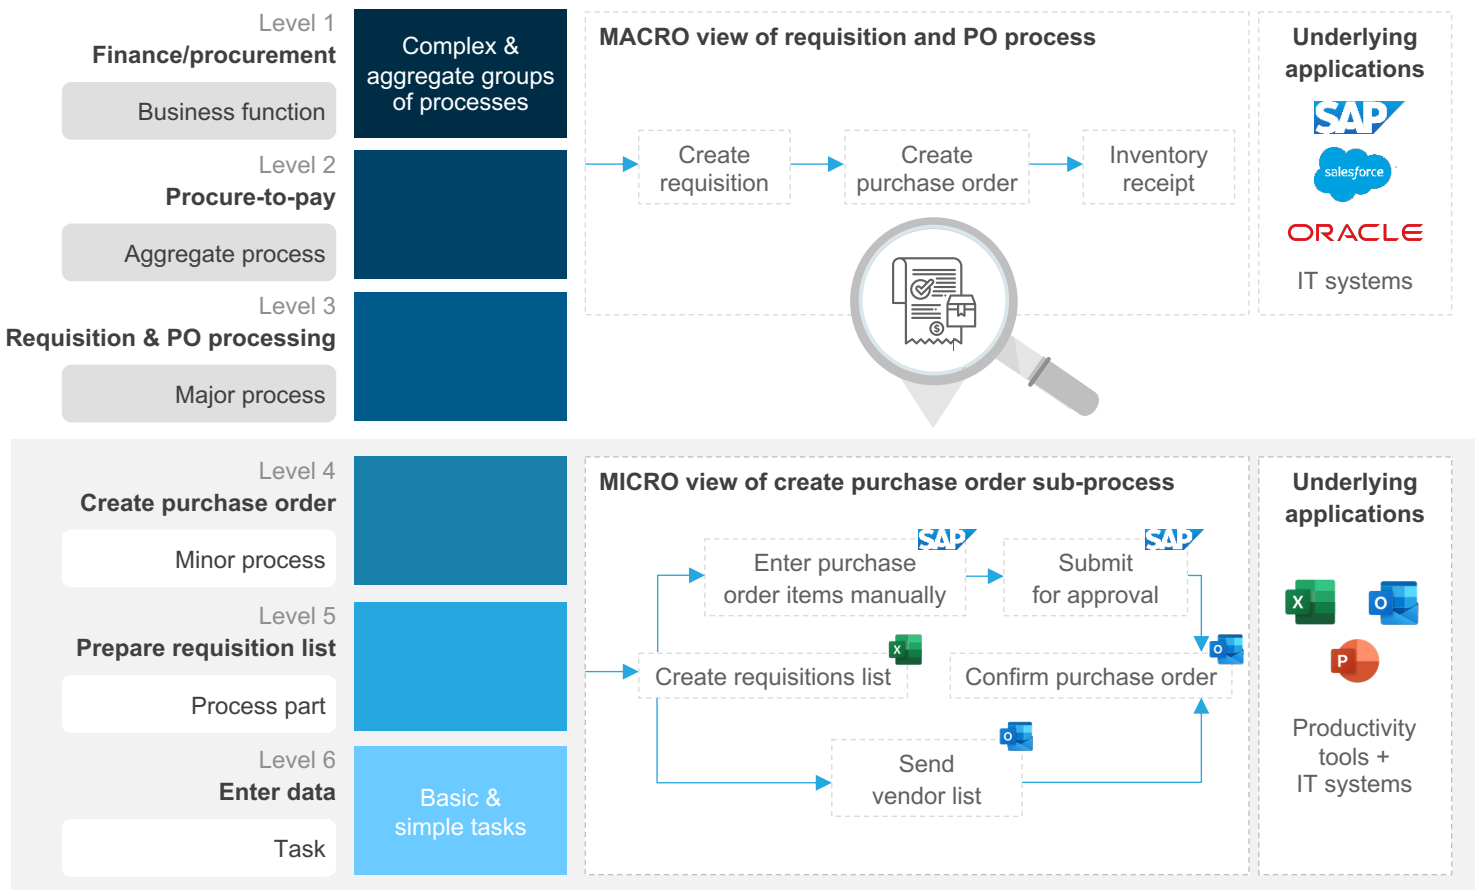 Level 1
Finance/procurement
Business function
Level 2
Procure-to-pay
Aggregate process
Level 3
Requisition & PO processing
Major process
Complex &
aggregate groups
of processes
MACRO view of requisition and PO process
Create
requisition
Create
purchase order
Inventory
receipt
$
Underlying
applications
SAP
salesforce
ORACLE
IT systems
Level 4
Create purchase order
Minor process
Level 5
Prepare requisition list
Process part
Level 6
Enter data
Task
Basic &
simple tasks
MICRO view of create purchase order sub-process
SAP
Enter purchase
order items manually
SAP
Submit
for approval
X
Create requisitions list
O
Confirm purchase order
O
Send
vendor list
Underlying
applications
X
O
P
Productivity
tools +
IT systems